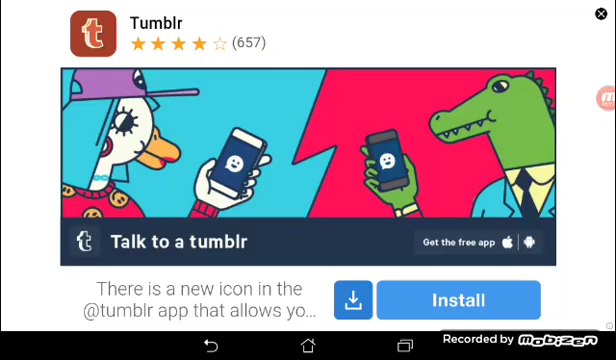 Tumblr
(657)
t
Talk to a tumblr
Get the free app
There is a new icon in the
@tumblr app that allows yo...
Install
Recorded by mobizen